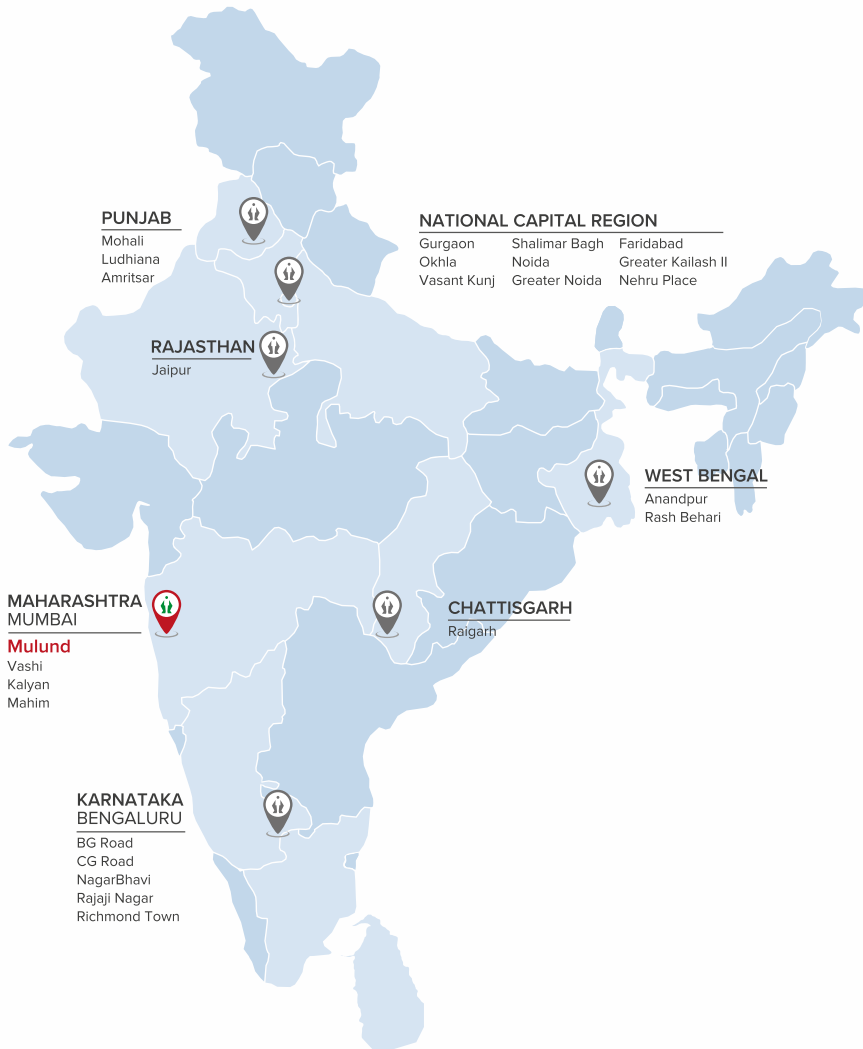 PUNJAB
Mohali
Ludhiana
Amritsar
NATIONAL CAPITAL REGION
Gurgaon Shalimar Bagh Faridabad
Okhla Noida Greater Kailash II
Vasant Kunj Greater Noida Nehru Place
RAJASTHAN
Jaipur
WEST BENGAL
Anandpur
Rash Behari
MAHARASHTRA
MUMBAI
Mulund
Vashi
Kalyan
Mahim
CHATTISGARH
Raigarh
KARNATAKA
BENGALURU
BG Road
CG Road
NagarBhavi
Rajaji Nagar
Richmond Town